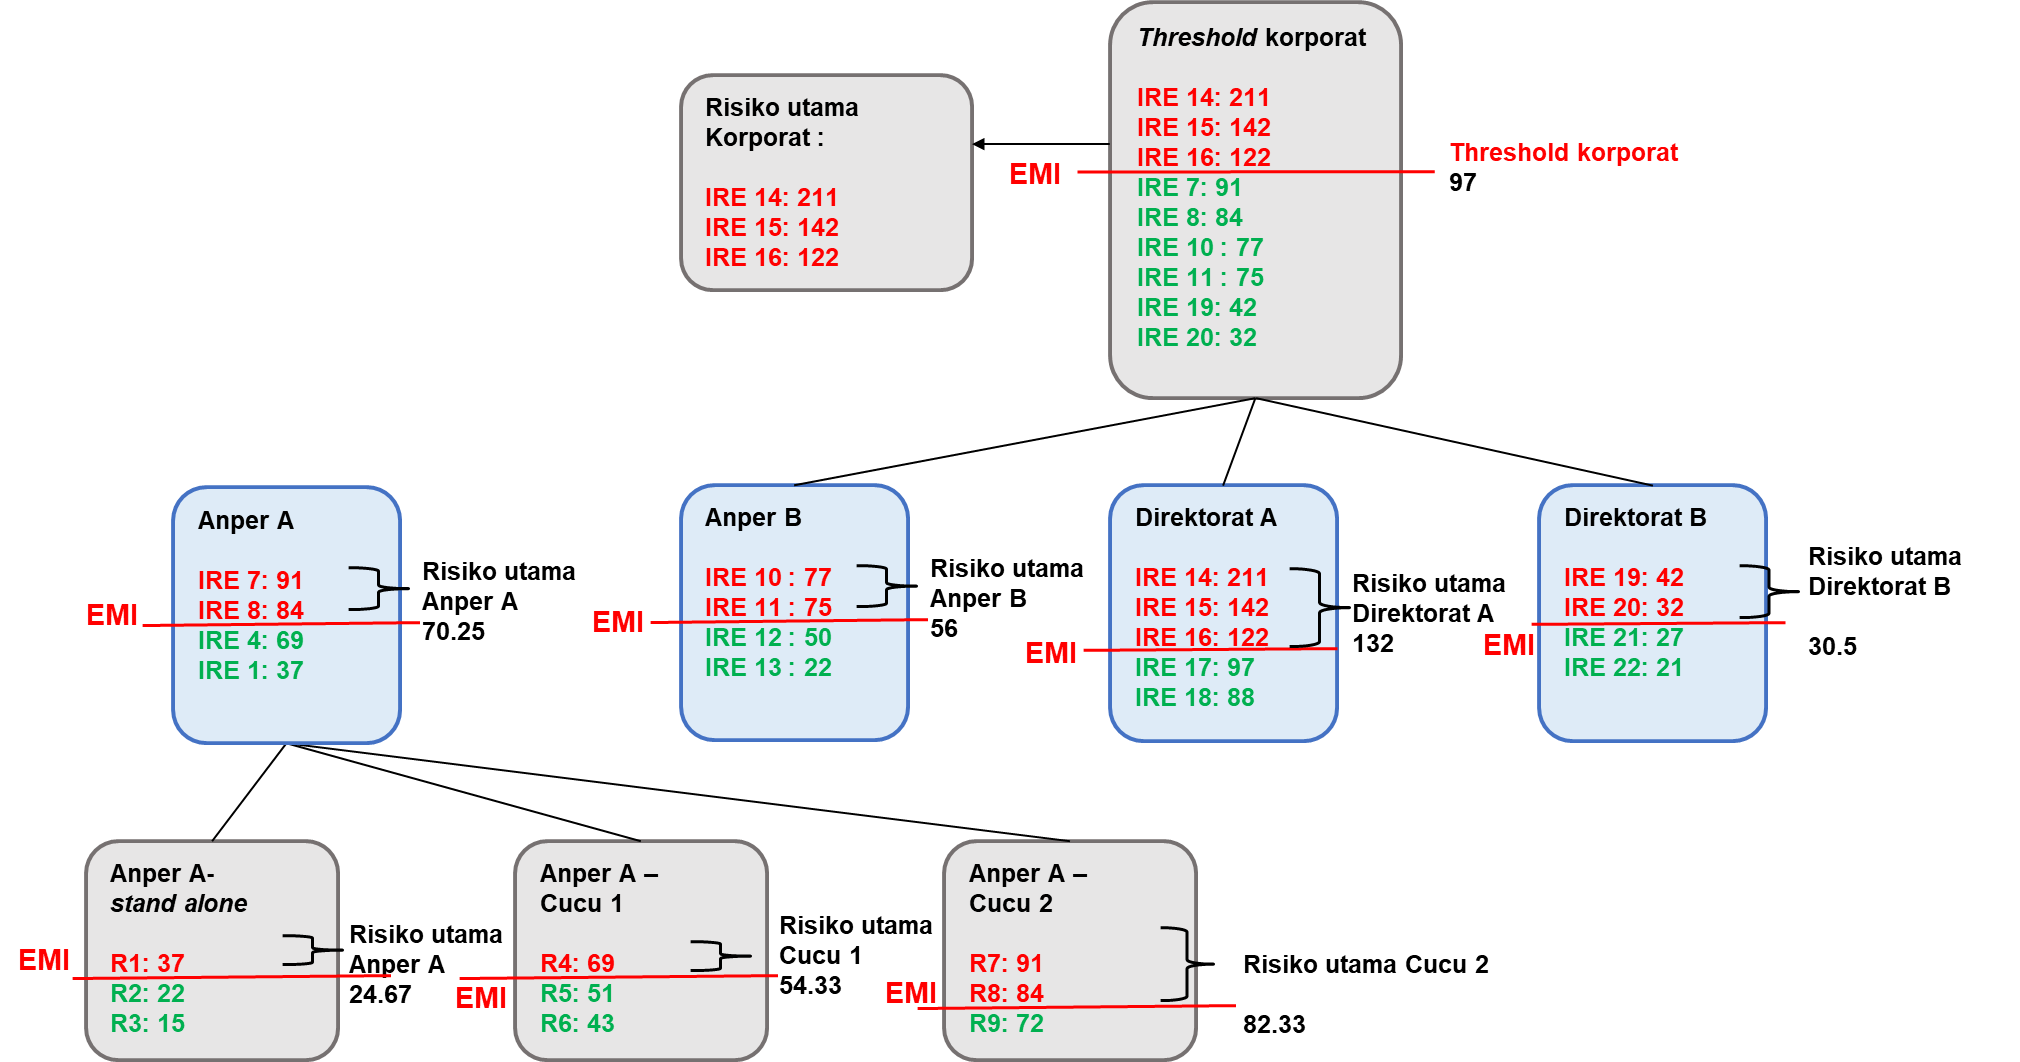 Threshold korporat
IRE 14: 211
IRE 15: 142
IRE 16: 122
IRE 7: 91
IRE 8: 84
IRE 10 : 77
IRE 11 : 75
IRE 19: 42
IRE 20: 32
EMI
Threshold korporat
97
Risiko utama
Korporat :
IRE 14: 211
IRE 15: 142
IRE 16: 122
Anper A
IRE 7: 91
IRE 8: 84
IRE 4: 69
IRE 1: 37
EMI
Risiko utama
Anper A
70.25
Anper B
IRE 10 : 77
IRE 11 : 75
IRE 12 : 50
IRE 13 : 22
EMI
Risiko utama
Anper B
56
Direktorat A
IRE 14: 211
IRE 15: 142
IRE 16: 122
IRE 17: 97
IRE 18: 88
EMI
Risiko utama
Direktorat A
132
Direktorat B
IRE 19: 42
IRE 20: 32
IRE 21: 27
IRE 22: 21
EMI
Risiko utama
Direktorat B
30.5
Anper A-
stand alone
R1: 37
R2: 22
R3: 15
EMI
Risiko utama
Anper A
24.67
Anper A –
Cucu 1
R4: 69
R5: 51
R6: 43
EMI
Risiko utama
Cucu 1
54.33
Anper A –
Cucu 2
R7: 91
R8: 84
R9: 72
EMI
Risiko utama Cucu 2
82.33